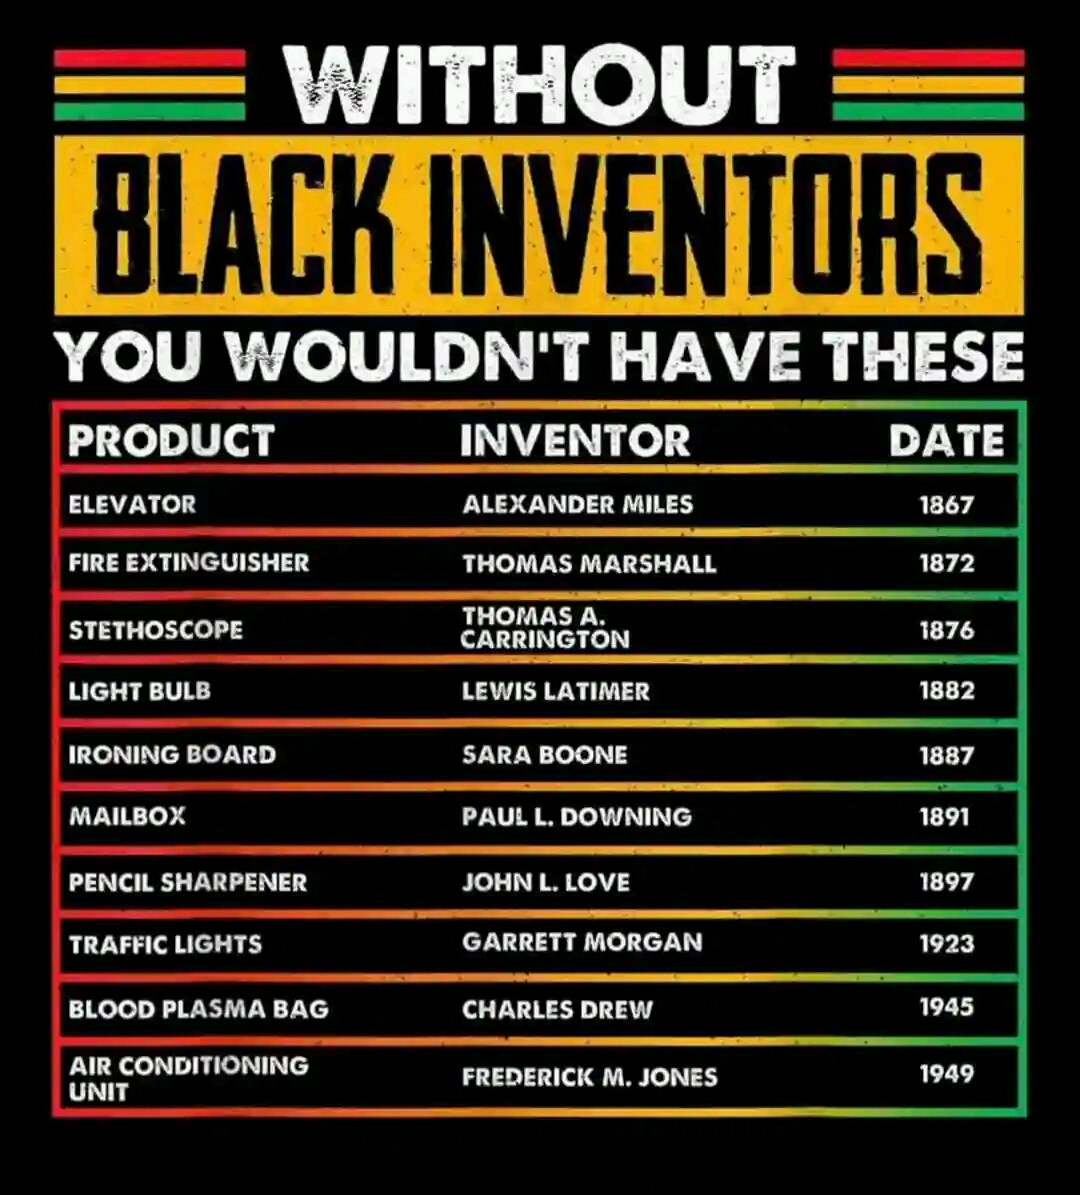 WITHOUT
BLACK INVENTORS
YOU WOULDN'T HAVE THESE
PRODUCT INVENTOR DATE
ELEVATOR ALEXANDER MILES 1867
FIRE EXTINGUISHER THOMAS MARSHALL 1872
STETHOSCOPE THOMAS A. CARRINGTON 1876
LIGHT BULB LEWIS LATIMER 1882
IRONING BOARD SARA BOONE 1887
MAILBOX PAUL L. DOWNING 1891
PENCIL SHARPENER JOHN L. LOVE 1897
TRAFFIC LIGHTS GARRETT MORGAN 1923
BLOOD PLASMA BAG CHARLES DREW 1945
AIR CONDITIONING UNIT FREDERICK M. JONES 1949